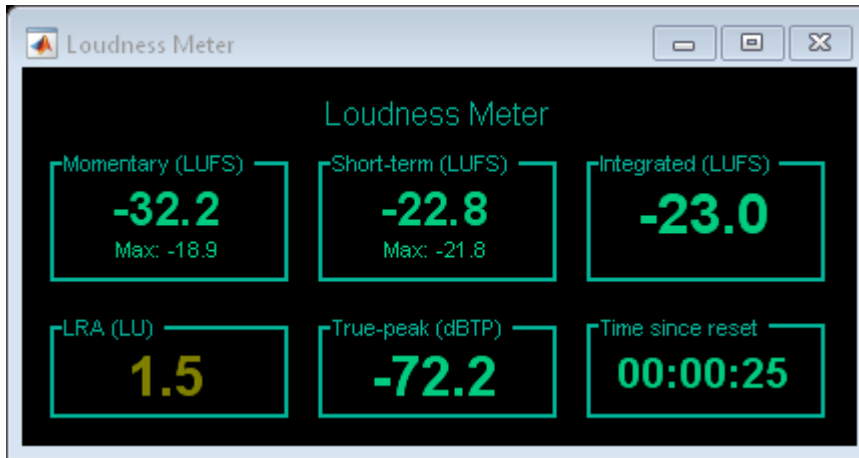 Loudness Meter
Loudness Meter
Momentary (LUFS) Short-term (LUFS) Integrated (LUFS)
-32.2 -22.8 -23.0
Max: -18.9 Max: -21.8
LRA (LU) True-peak (dBTP) Time since reset
1.5 -72.2 00:00:25